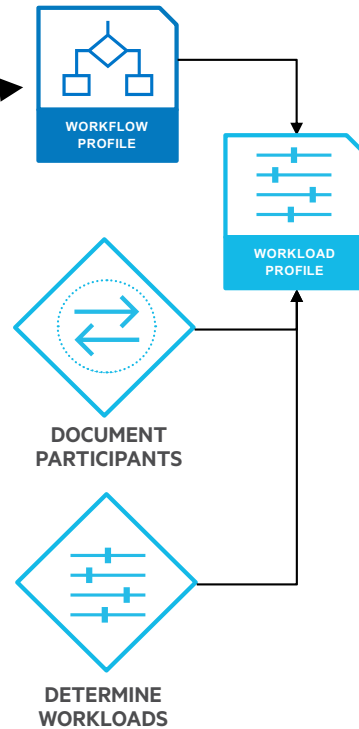 WORKFLOW
PROFILE
WORKLOAD
PROFILE
DOCUMENT
PARTICIPANTS
DETERMINE
WORKLOADS